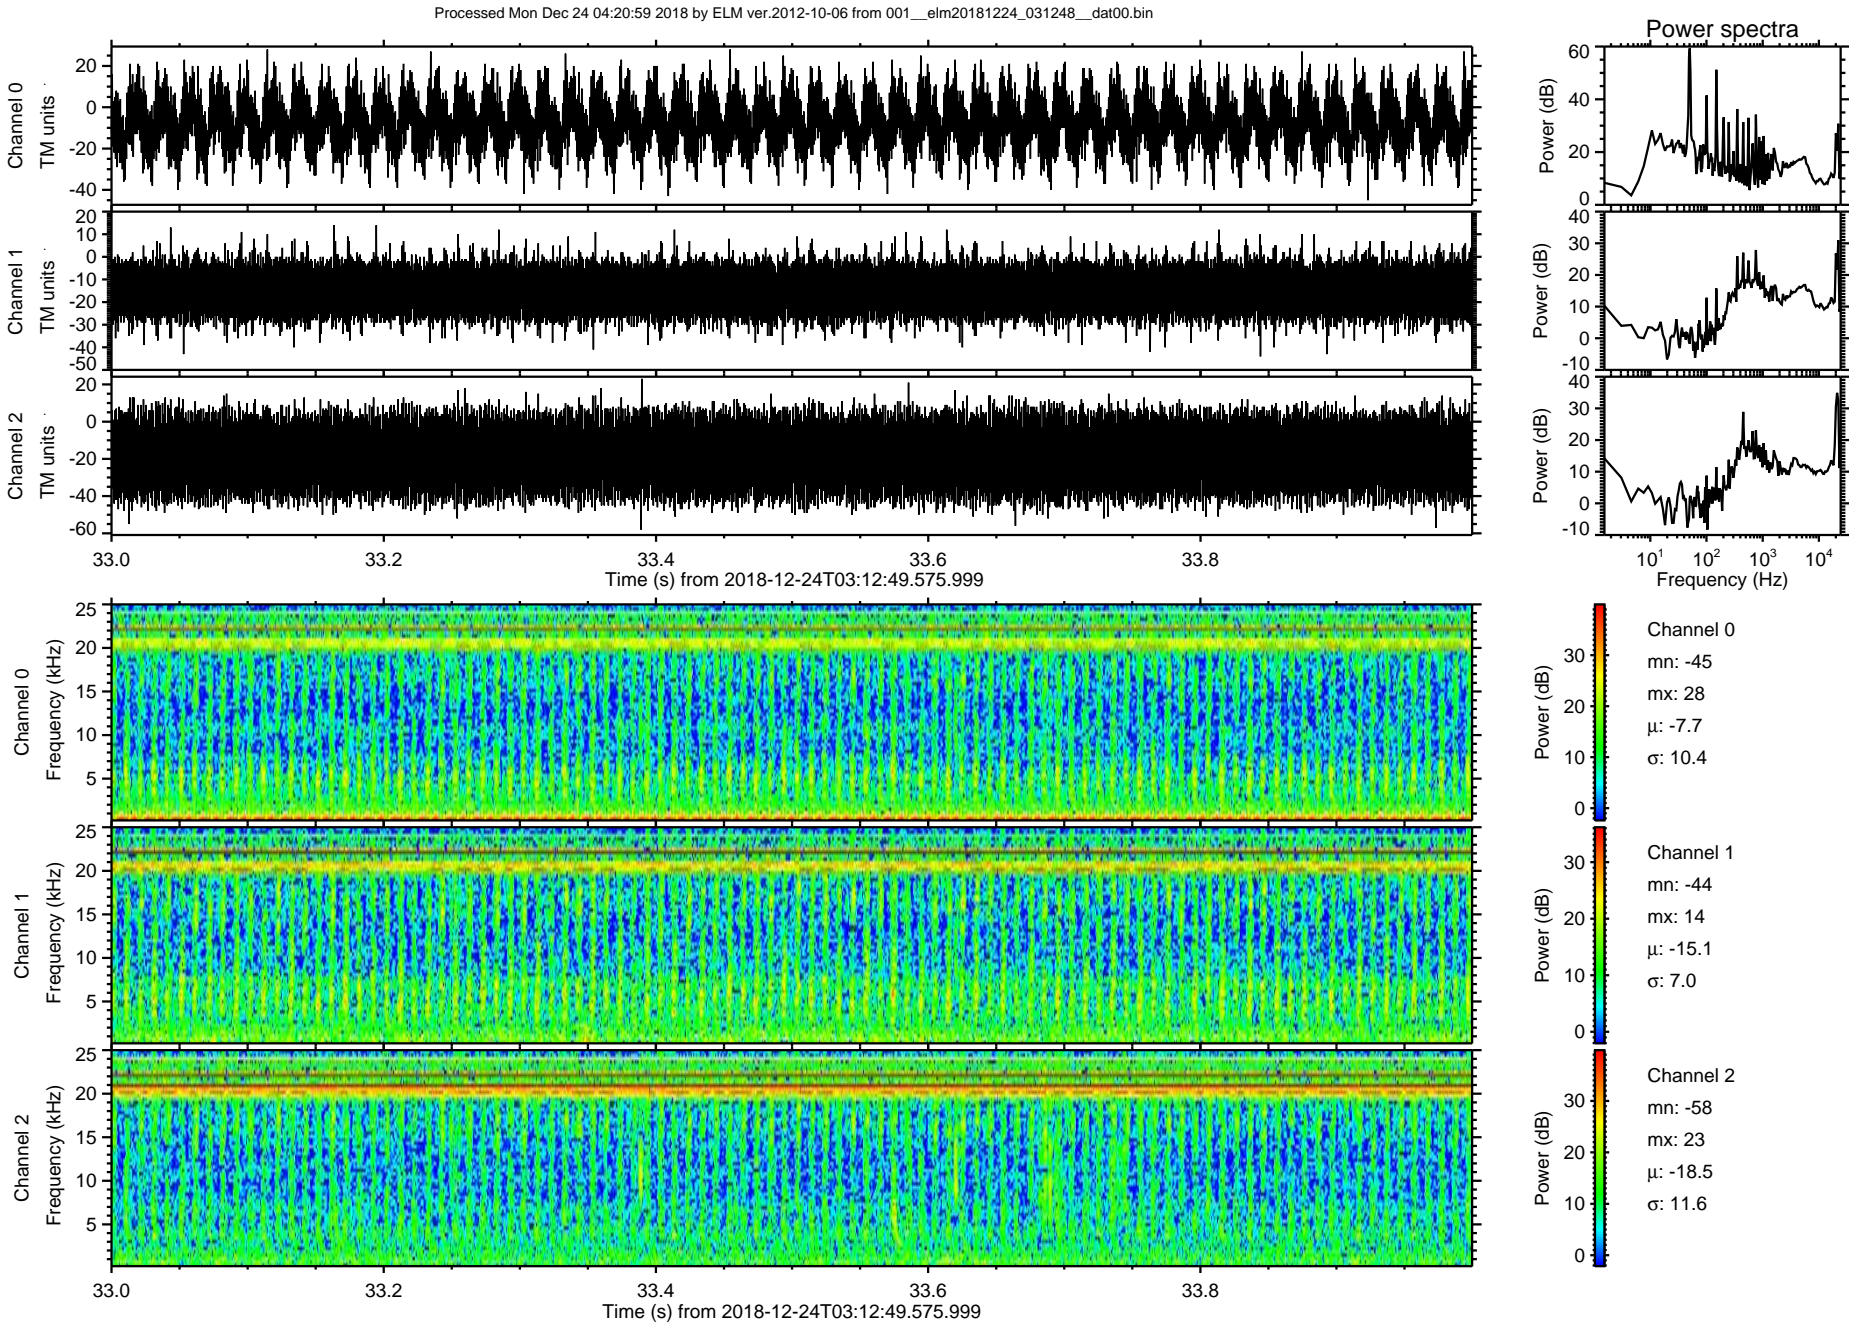 Processed Mon Dec 24 04:20:59 2018 by ELM ver.2012-10-06 from 001__elm20181224_031248__dat00.bin
Power spectra
Channel 0
TM units
20
0
-20
-40
Power (dB)
60
40
20
0
Channel 1
TM units
20
10
0
-10
-20
-30
-40
-50
Power (dB)
40
30
20
10
0
-10
Channel 2
TM units
20
0
-20
-40
-60
Power (dB)
40
30
20
10
0
-10
33.0 33.2 33.4 33.6 33.8
Time (s) from 2018-12-24T03:12:49.575.999
10¹ 10² 10³ 10⁴
Frequency (Hz)
Channel 0
Frequency (kHz)
25
20
15
10
5
Power (dB)
30
20
10
0
Channel 0
mn: -45
mx: 28
μ: -7.7
σ: 10.4
Channel 1
Frequency (kHz)
25
20
15
10
5
Power (dB)
30
20
10
0
Channel 1
mn: -44
mx: 14
μ: -15.1
σ: 7.0
Channel 2
Frequency (kHz)
25
20
15
10
5
Power (dB)
30
20
10
0
Channel 2
mn: -58
mx: 23
μ: -18.5
σ: 11.6
33.0 33.2 33.4 33.6 33.8
Time (s) from 2018-12-24T03:12:49.575.999